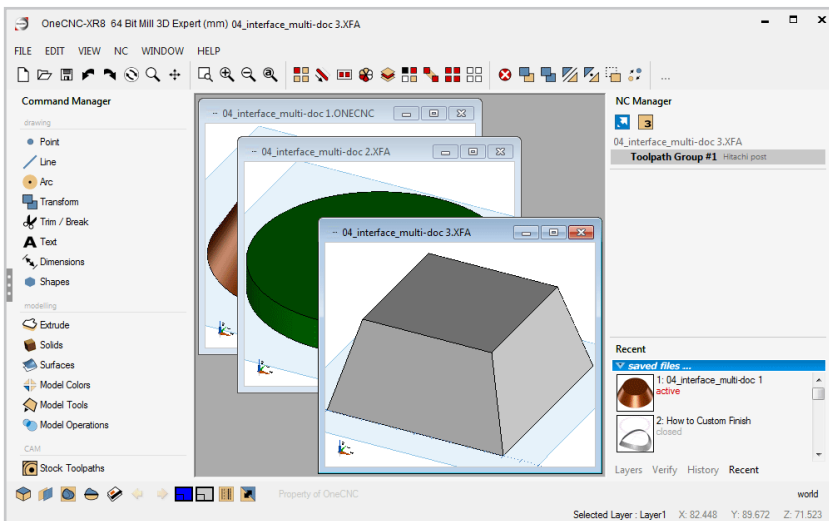 OneCNC-XR8 64 Bit Mill 3D Expert (mm) 04_interface_multi-doc 3.XFA
FILE EDIT VIEW NC WINDOW HELP
Command Manager
drawing
Point
Line
Arc
Transform
Trim / Break
A Text
Dimensions
Shapes
modelling
Extrude
Solids
Surfaces
Model Colors
Model Tools
Model Operations
CAM
Stock Toolpaths
04_interface_multi-doc 1.ONECNC
04_interface_multi-doc 2.XFA
04_interface_multi-doc 3.XFA
NC Manager
3
04_interface_multi-doc 3.XFA
Toolpath Group #1 Hitachi post
Recent
saved files ...
1: 04_interface_multi-doc 1
active
2: How to Custom Finish
closed
Layers Verify History Recent
Property of OneCNC
world
Selected Layer : Layer1 X: 82.448 Y: 89.672 Z: 71.523